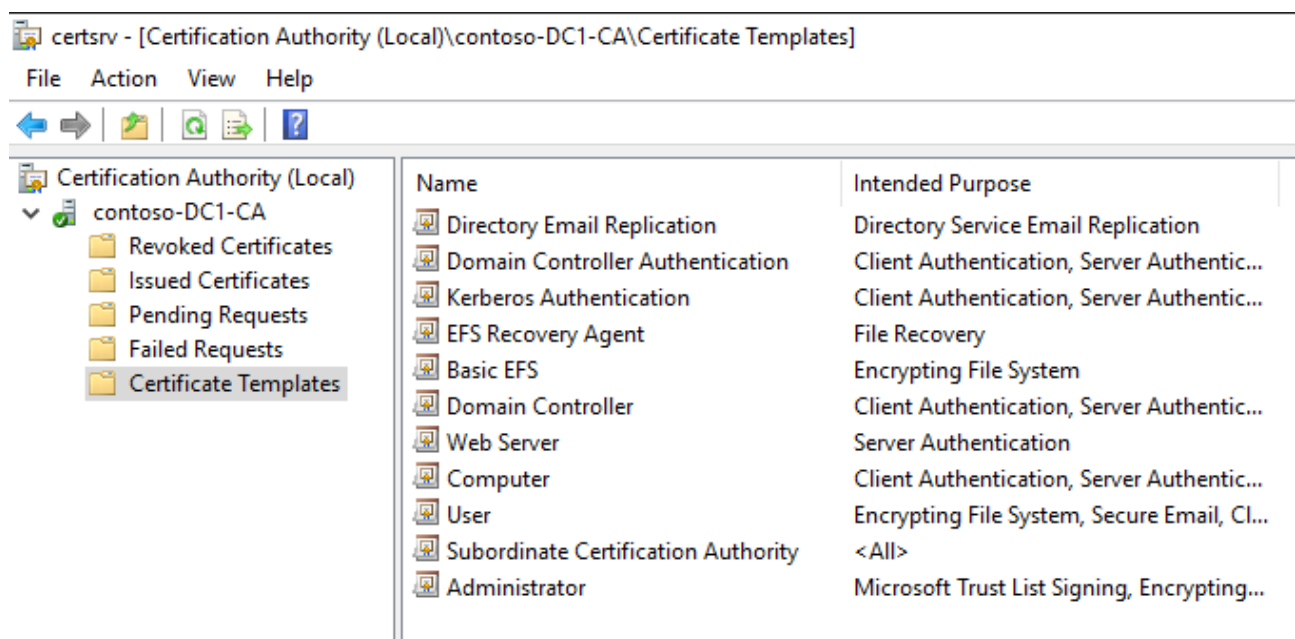 certsrv - [Certification Authority (Local)\contoso-DC1-CA\Certificate Templates]
File Action View Help
Certification Authority (Local)
contoso-DC1-CA
Revoked Certificates
Issued Certificates
Pending Requests
Failed Requests
Certificate Templates
Name Intended Purpose
Directory Email Replication Directory Service Email Replication
Domain Controller Authentication Client Authentication, Server Authentic...
Kerberos Authentication Client Authentication, Server Authentic...
EFS Recovery Agent File Recovery
Basic EFS Encrypting File System
Domain Controller Client Authentication, Server Authentic...
Web Server Server Authentication
Computer Client Authentication, Server Authentic...
User Encrypting File System, Secure Email, Cl...
Subordinate Certification Authority <All>
Administrator Microsoft Trust List Signing, Encrypting...